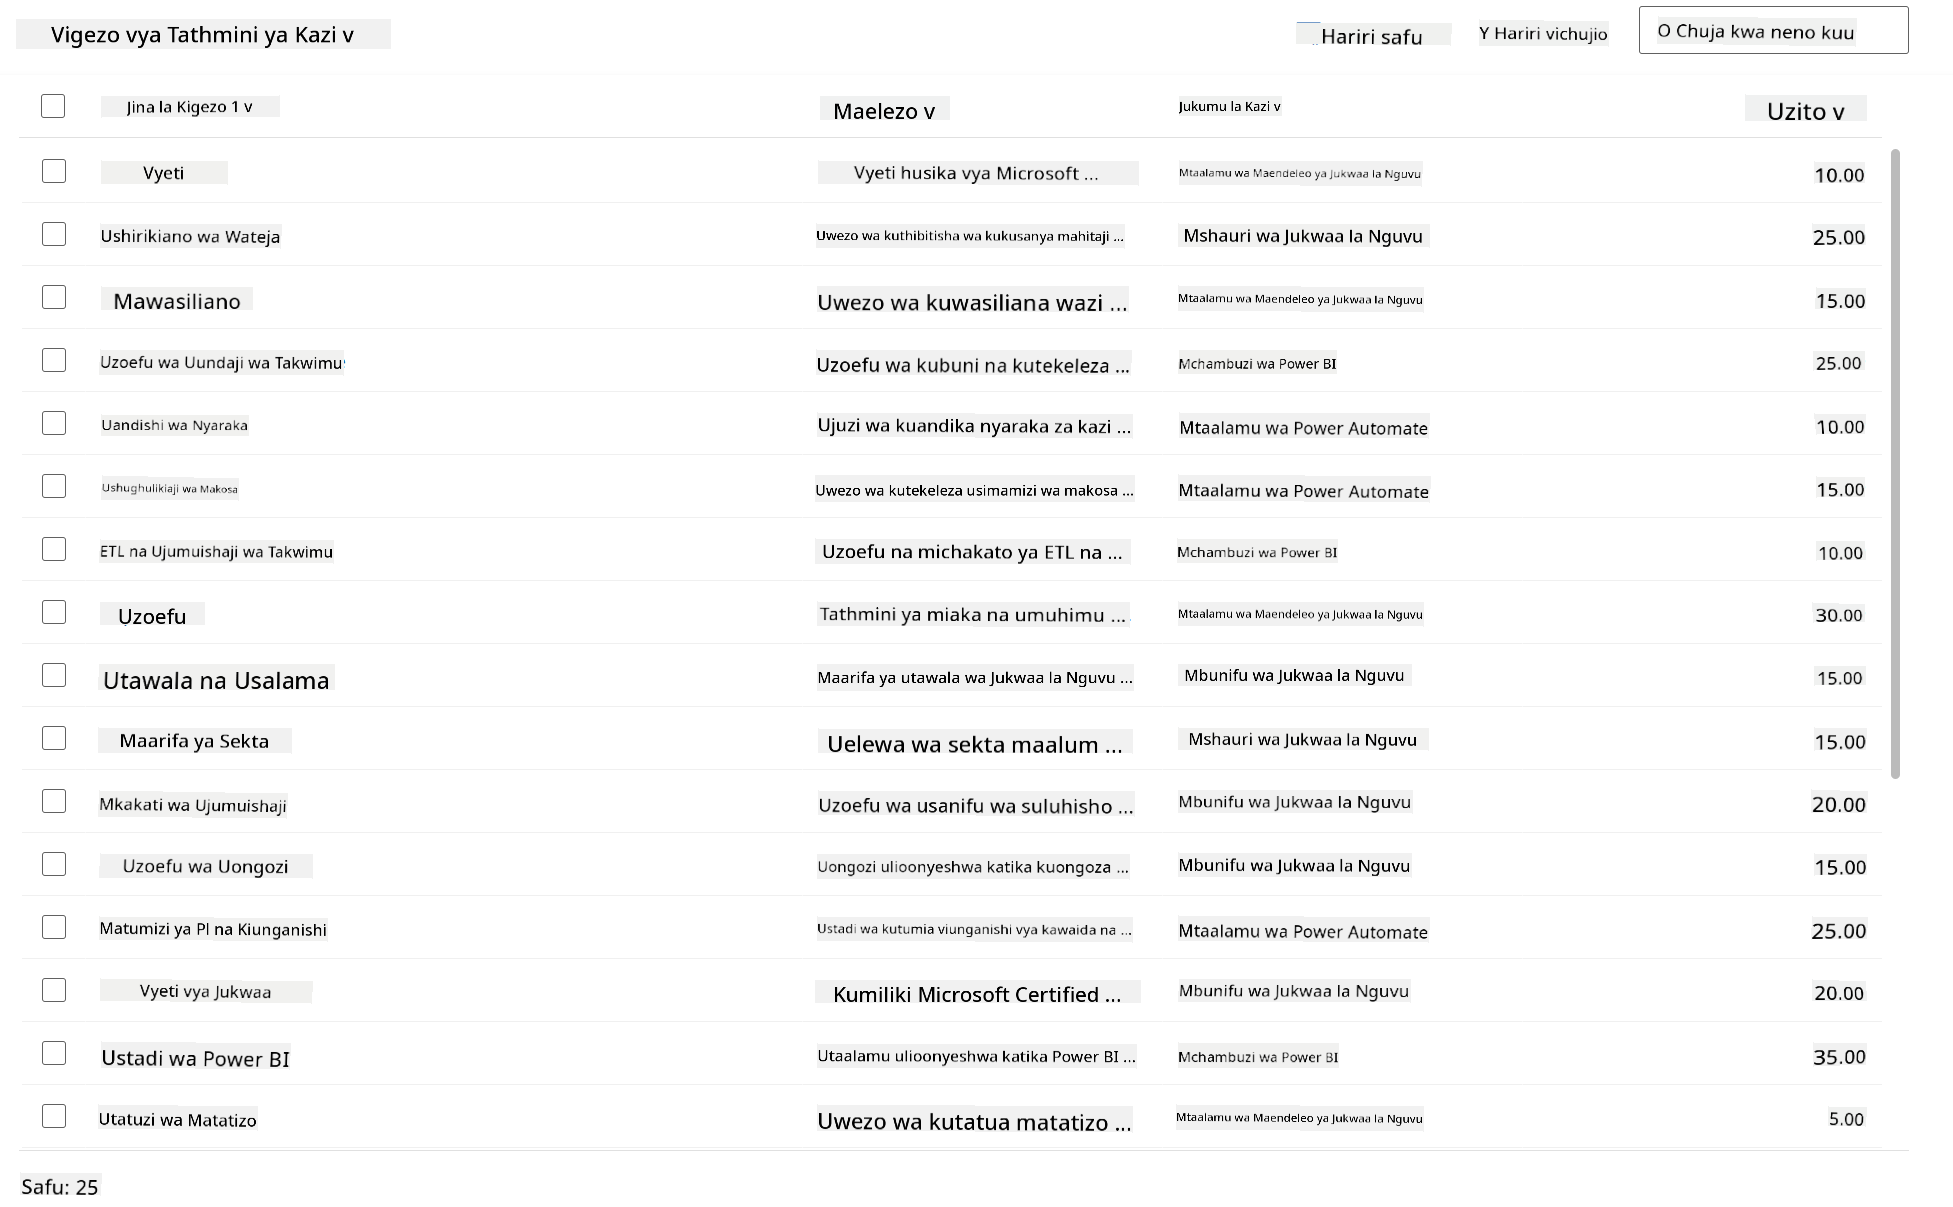 Vigezo vya Tathmini ya Kazi v
Hariri safu
Y Hariri vichujio
O Chuja kwa neno kuu
Jina la Kigezo 1 v Maelezo v Jukumu la Kazi v Uzito v
Vyeti Vyeti husika vya Microsoft ... Mtaalamu wa Maendeleo ya Jukwaa la Nguvu 10.00
Ushirikiano wa Wateja Uwezo wa kuthibitisha wa kukusanya mahitaji ... Mshauri wa Jukwaa la Nguvu 25.00
Mawasiliano Uwezo wa kuwasiliana wazi ... Mtaalamu wa Maendeleo ya Jukwaa la Nguvu 15.00
Uzoefu wa Uundaji wa Takwimu Uzoefu wa kubuni na kutekeleza ... Mchambuzi wa Power BI 25.00
Uandishi wa Nyaraka Ujuzi wa kuandika nyaraka za kazi ... Mtaalamu wa Power Automate 10.00
Ushughulikiaji wa Makosa Uwezo wa kutekeleza usimamizi wa makosa ... Mtaalamu wa Power Automate 15.00
ETL na Ujumuishaji wa Takwimu Uzoefu na michakato ya ETL na ... Mchambuzi wa Power BI 10.00
Uzoefu Tathmini ya miaka na umuhimu ... Mtaalamu wa Maendeleo ya Jukwaa la Nguvu 30.00
Utawala na Usalama Maarifa ya utawala wa Jukwaa la Nguvu ... Mbunifu wa Jukwaa la Nguvu 15.00
Maarifa ya Sekta Uelewa wa sekta maalum ... Mshauri wa Jukwaa la Nguvu 15.00
Mkakati wa Ujumuishaji Uzoefu wa usanifu wa suluhisho ... Mbunifu wa Jukwaa la Nguvu 20.00
Uzoefu wa Uongozi Uongozi ulioonyeshwa katika kuongoza ... Mbunifu wa Jukwaa la Nguvu 15.00
Matumizi ya PI na Kiunganishi Ustadi wa kutumia viunganishi vya kawaida na ... Mtaalamu wa Power Automate 25.00
Vyeti vya Jukwaa Kumiliki Microsoft Certified ... Mbunifu wa Jukwaa la Nguvu 20.00
Ustadi wa Power BI Utaalamu ulioonyeshwa katika Power BI ... Mchambuzi wa Power BI 35.00
Utatuzi wa Matatizo Uwezo wa kutatua matatizo ... Mtaalamu wa Maendeleo ya Jukwaa la Nguvu 5.00
Safu: 25